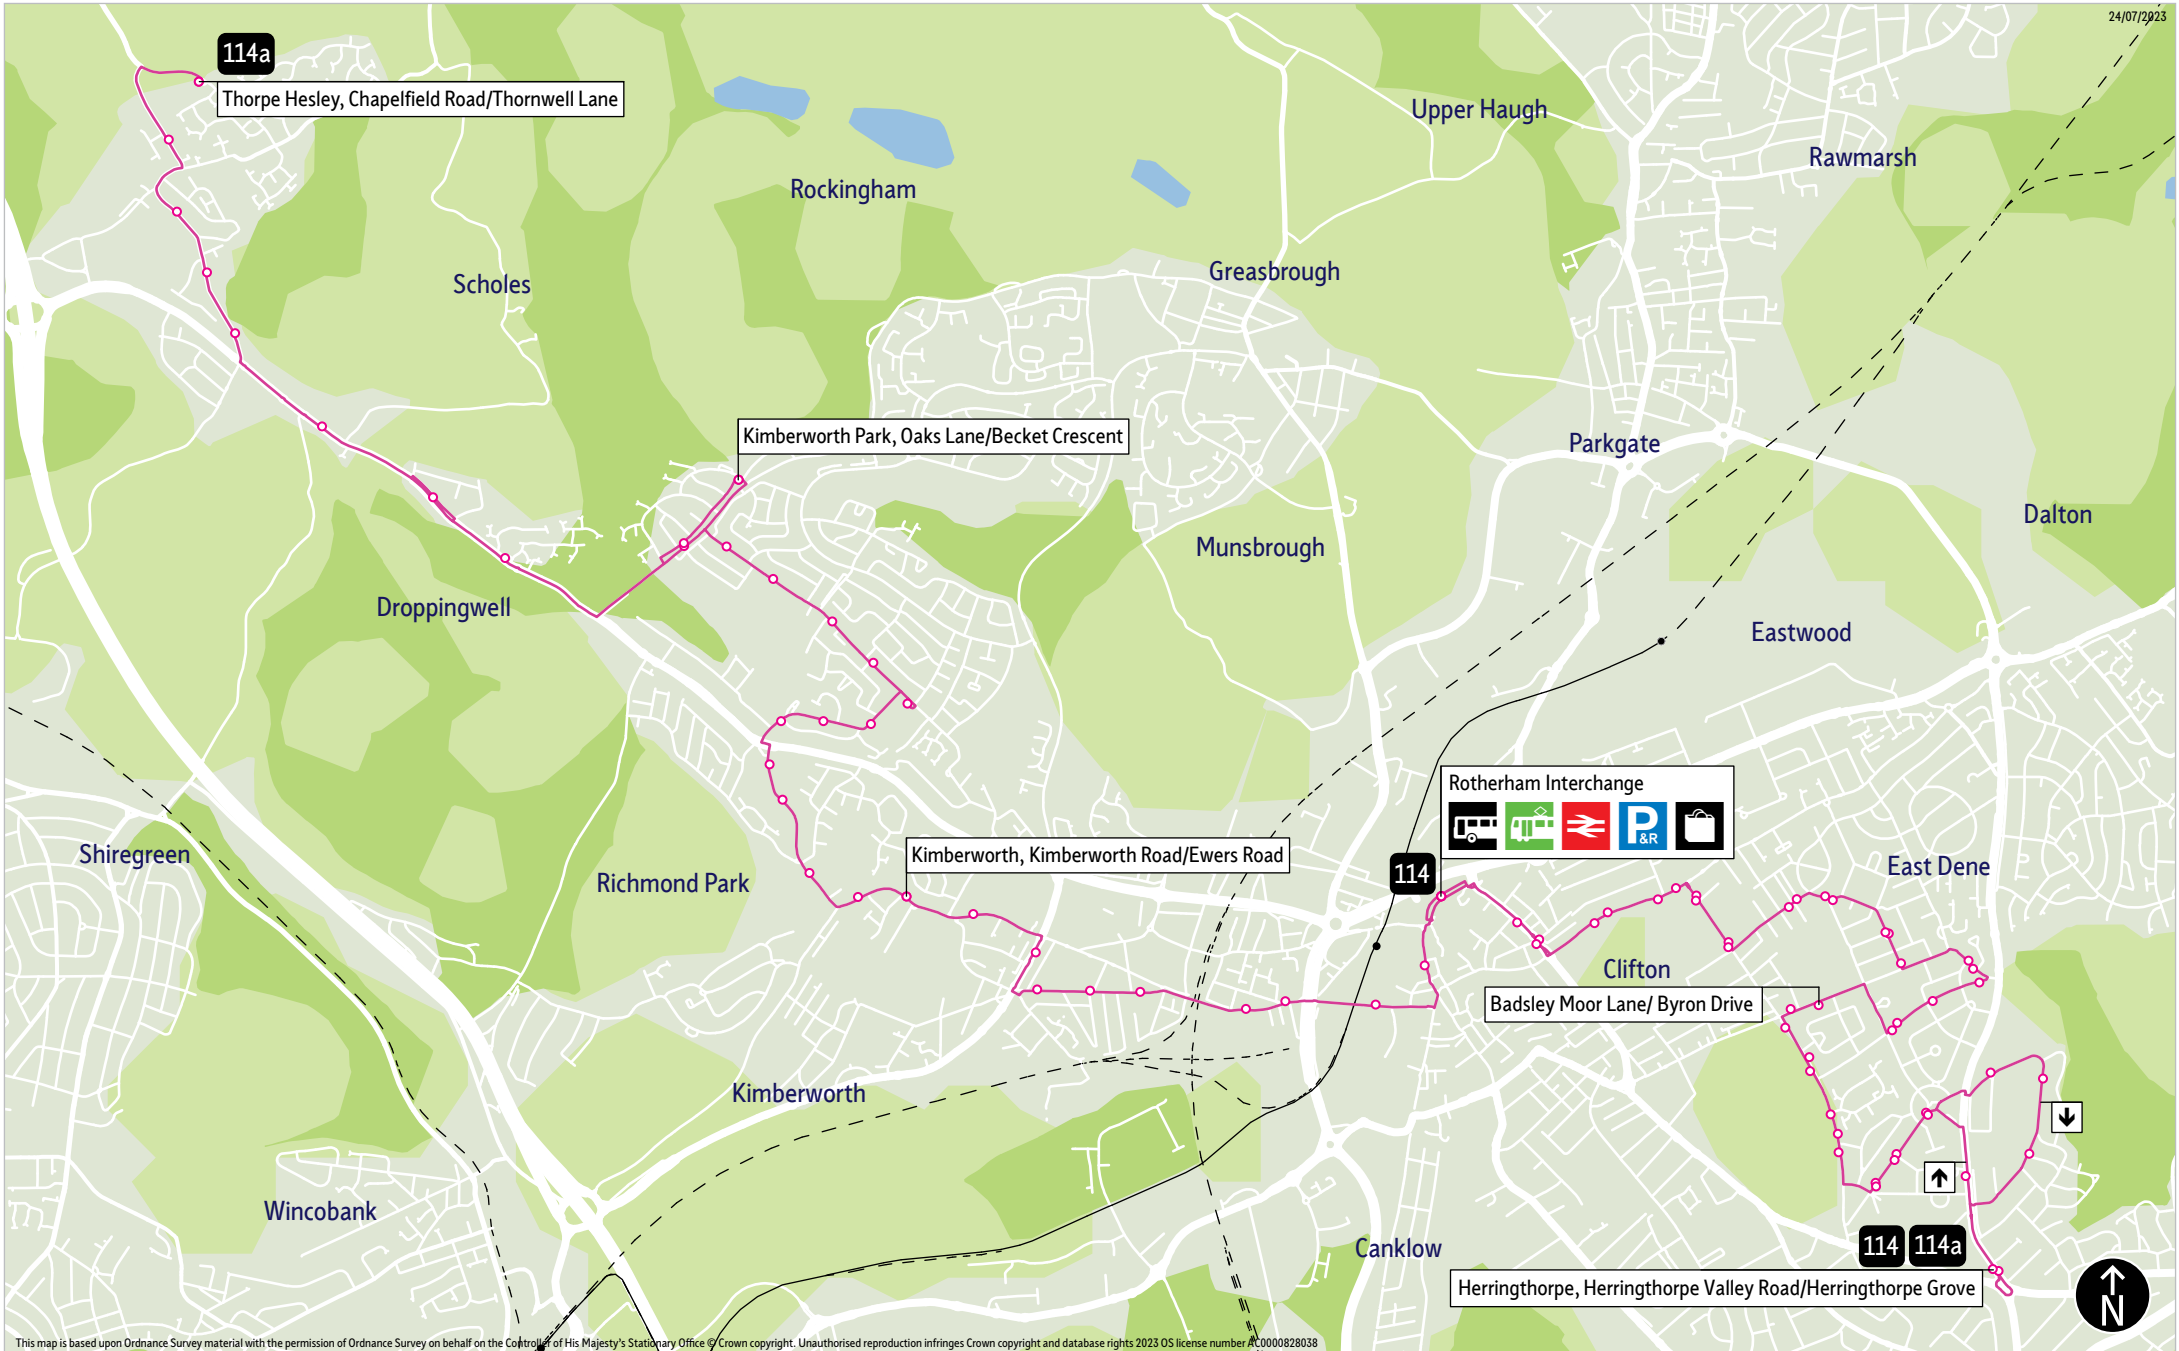 24/07/2023
114a
Thorpe Hesley, Chapelfield Road/Thornwell Lane
Upper Haugh
Rawmarsh
Rockingham
Greasbrough
Scholes
Kimberworth Park, Oaks Lane/Becket Crescent
Parkgate
Dalton
Munsbrough
Droppingwell
Eastwood
Rotherham Interchange
P
&R
Shiregreen
Kimberworth, Kimberworth Road/Ewers Road
114
East Dene
Richmond Park
Clifton
Badsley Moor Lane/ Byron Drive
Kimberworth
Wincobank
Canklow
114 114a
Herringthorpe, Herringthorpe Valley Road/Herringthorpe Grove
N
This map is based upon Ordnance Survey material with the permission of Ordnance Survey on behalf on the Controller of His Majesty's Stationary Office © Crown copyright. Unauthorised reproduction infringes Crown copyright and database rights 2023 OS license number AC0000828038